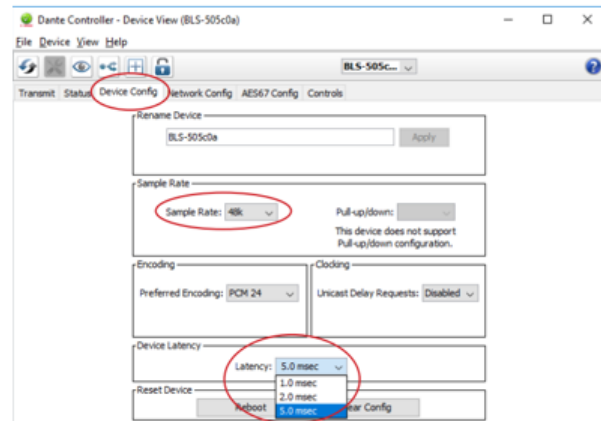 Dante Controller - Device View (BLS-505c0a)
File Device View Help
BLS-505c...
Transmit Status Device Config Network Config AES67 Config Controls
Rename Device
BLS-505c0a Apply
Sample Rate
Sample Rate: 48k Pull-up/down:
This device does not support
Pull-up/down configuration.
Encoding Clocking
Preferred Encoding: PCM 24 Unicast Delay Requests: Disabled
Device Latency
Latency: 5.0 msec
1.0 msec
2.0 msec
Reset Device
Reboot 5.0 msec ear Config